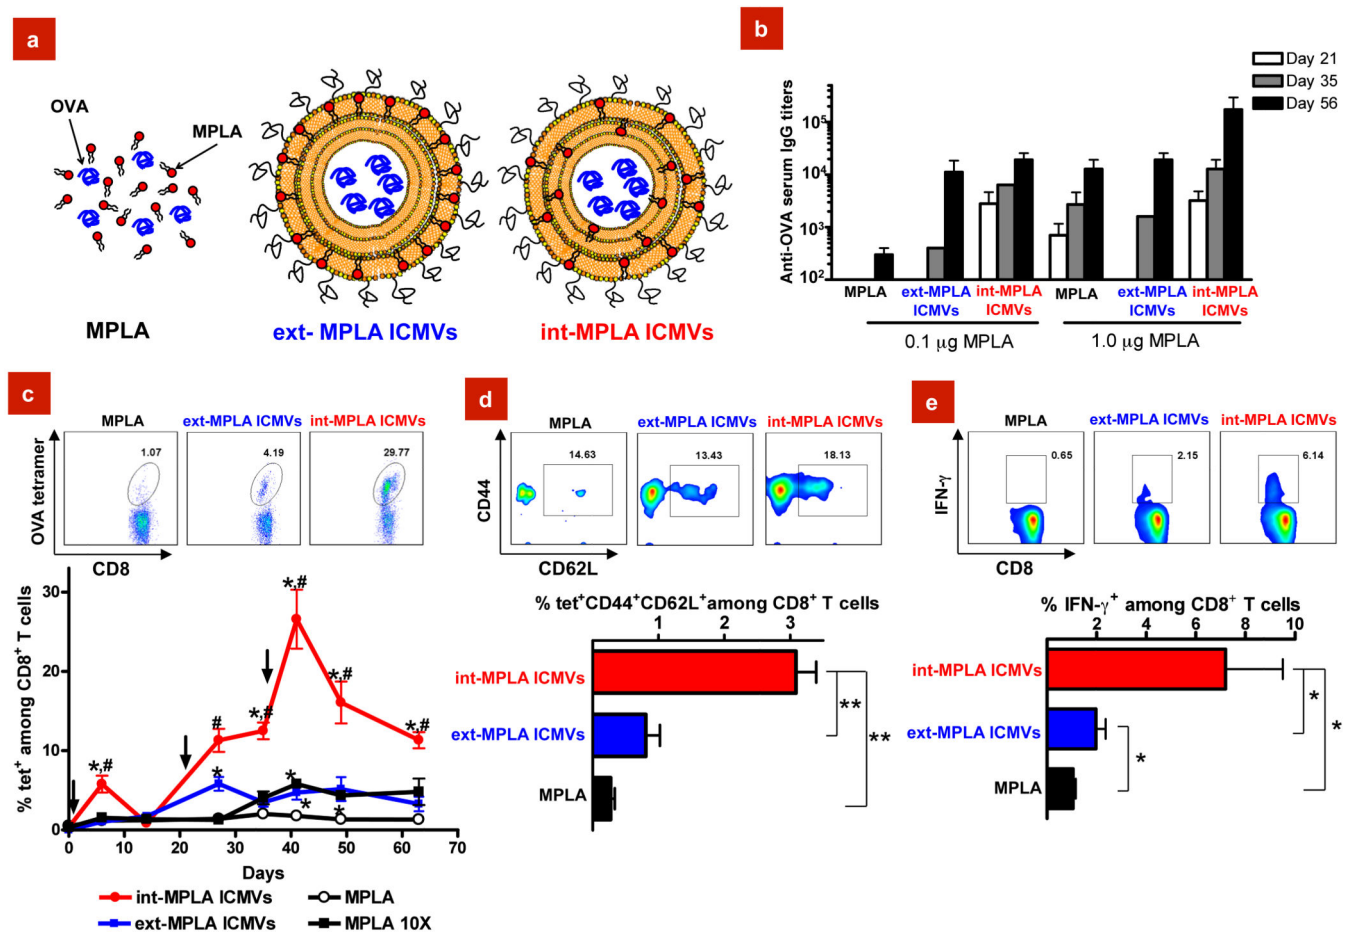 a
OVA
MPLA
MPLA
ext- MPLA ICMVs
int-MPLA ICMVs
b
Day 21
Day 35
Day 56
Anti-OVA serum IgG titers
10⁵
10⁴
10³
10²
MPLA
ext-MPLA
ICMVs
int-MPLA
ICMVs
MPLA
ext-MPLA
ICMVs
int-MPLA
ICMVs
0.1 μg MPLA
1.0 μg MPLA
c
MPLA
ext-MPLA ICMVs
int-MPLA ICMVs
1.07
4.19
29.77
OVA tetramer
CD8
% tet⁺ among CD8⁺ T cells
30
20
10
0
*,#
#
*,#
*,#
*,#
*,#
*
*
*
*
0 10 20 30 40 50 60 70
Days
int-MPLA ICMVs
MPLA
ext-MPLA ICMVs
MPLA 10X
d
MPLA
ext-MPLA ICMVs
int-MPLA ICMVs
14.63
13.43
18.13
CD44
CD62L
% tet⁺CD44⁺CD62L⁺among CD8⁺ T cells
1 2 3
int-MPLA ICMVs
ext-MPLA ICMVs
MPLA
**
**
e
MPLA
ext-MPLA ICMVs
int-MPLA ICMVs
0.65
2.15
6.14
IFN-γ
CD8
% IFN-γ⁺ among CD8⁺ T cells
2 4 6 8 10
int-MPLA ICMVs
ext-MPLA ICMVs
MPLA
*
*
*